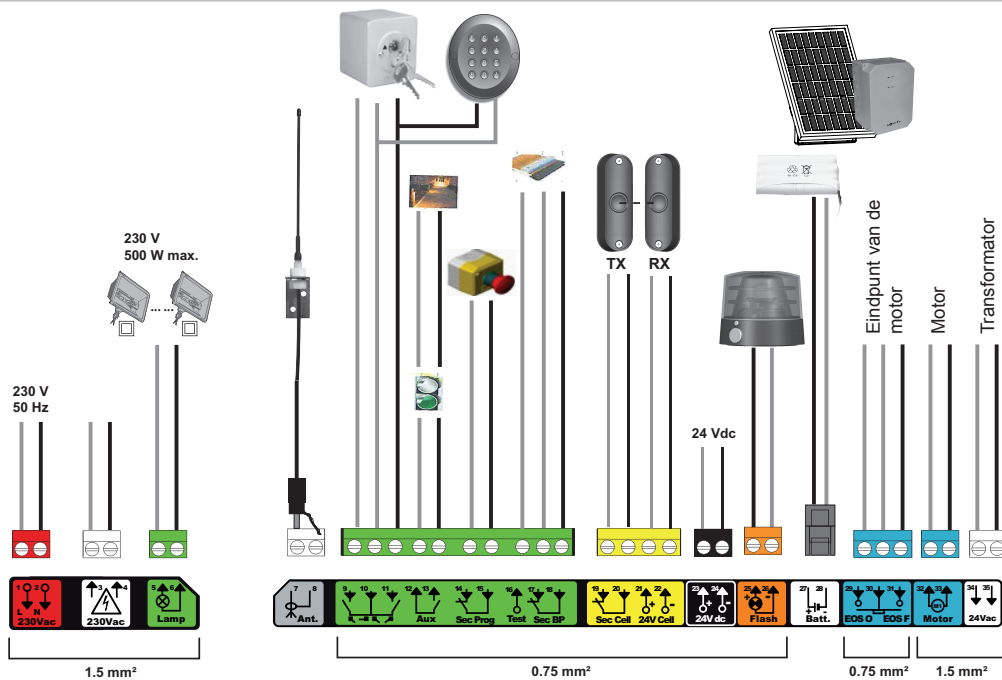 230 V
500 W max.
TX RX
Eindpunt van de
motor
Motor
Transformator
230 V
50 Hz
24 Vdc
1 2 3 4 5 6
L N
230Vac 230Vac Lamp
7 8 9 10 11 12 13 14 15 16 17 18 19 20 21 22 23 24 25 26 27 28 29 30 31 32 33 34 35
Ant. Aux Sec Prog Test Sec BP Sec Cell 24V Cell 24V dc Flash Batt. EOS O EOS F Motor 24Vac
M1
1.5 mm²
0.75 mm²
0.75 mm²
1.5 mm²